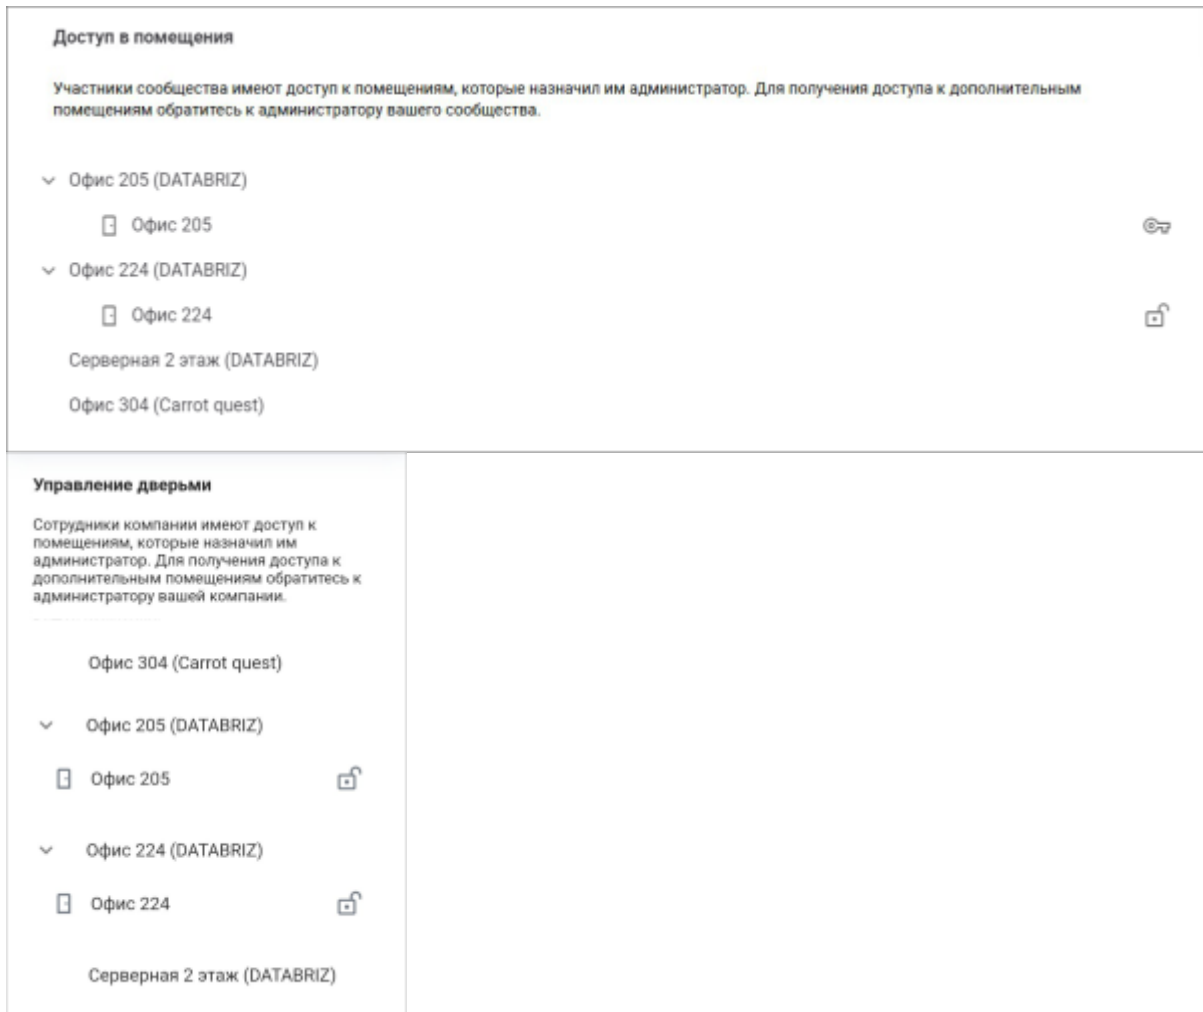 Доступ в помещения
Участники сообщества имеют доступ к помещениям, которые назначил им администратор. Для получения доступа к дополнительным
помещениям обратитесь к администратору вашего сообщества.
Офис 205 (DATABRIZ)
Офис 205
Офис 224 (DATABRIZ)
Офис 224
Серверная 2 этаж (DATABRIZ)
Офис 304 (Carrot quest)
Управление дверьми
Сотрудники компании имеют доступ к
помещениям, которые назначил им
администратор. Для получения доступа к
дополнительным помещениям обратитесь к
администратору вашей компании.
Офис 304 (Carrot quest)
Офис 205 (DATABRIZ)
Офис 205
Офис 224 (DATABRIZ)
Офис 224
Серверная 2 этаж (DATABRIZ)